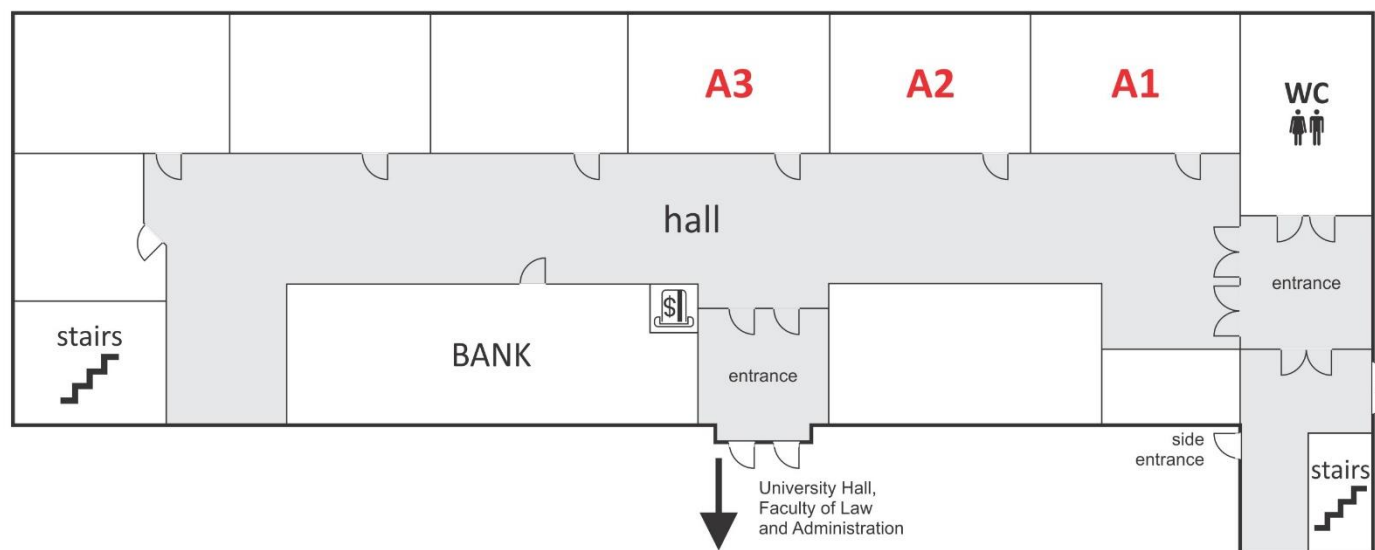 A3
A2
A1
WC
hall
entrance
stairs
$
BANK
entrance
side
entrance
stairs
University Hall,
Faculty of Law
and Administration